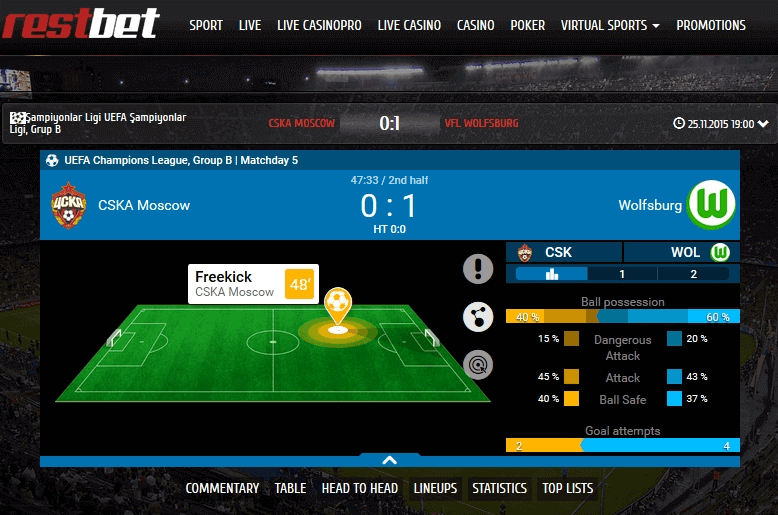 restbet
SPORT LIVE LIVE CASINOPRO LIVE CASINO CASINO POKER VIRTUAL SPORTS PROMOTIONS
Şampiyonlar Ligi UEFA Şampiyonlar
Ligi, Grup B
CSKA MOSCOW 0:1 VFL WOLFSBURG
25.11.2015 19:00
UEFA Champions League, Group B | Matchday 5
47:33 / 2nd half
CSKA Moscow 0 : 1 Wolfsburg
HT 0:0
CSK WOL
1 2
Freekick
CSKA Moscow
48'
Ball possession
40 % 60 %
15 % Dangerous Attack 20 %
45 % Attack 43 %
40 % Ball Safe 37 %
Goal attempts
2 4
COMMENTARY TABLE HEAD TO HEAD LINEUPS STATISTICS TOP LISTS